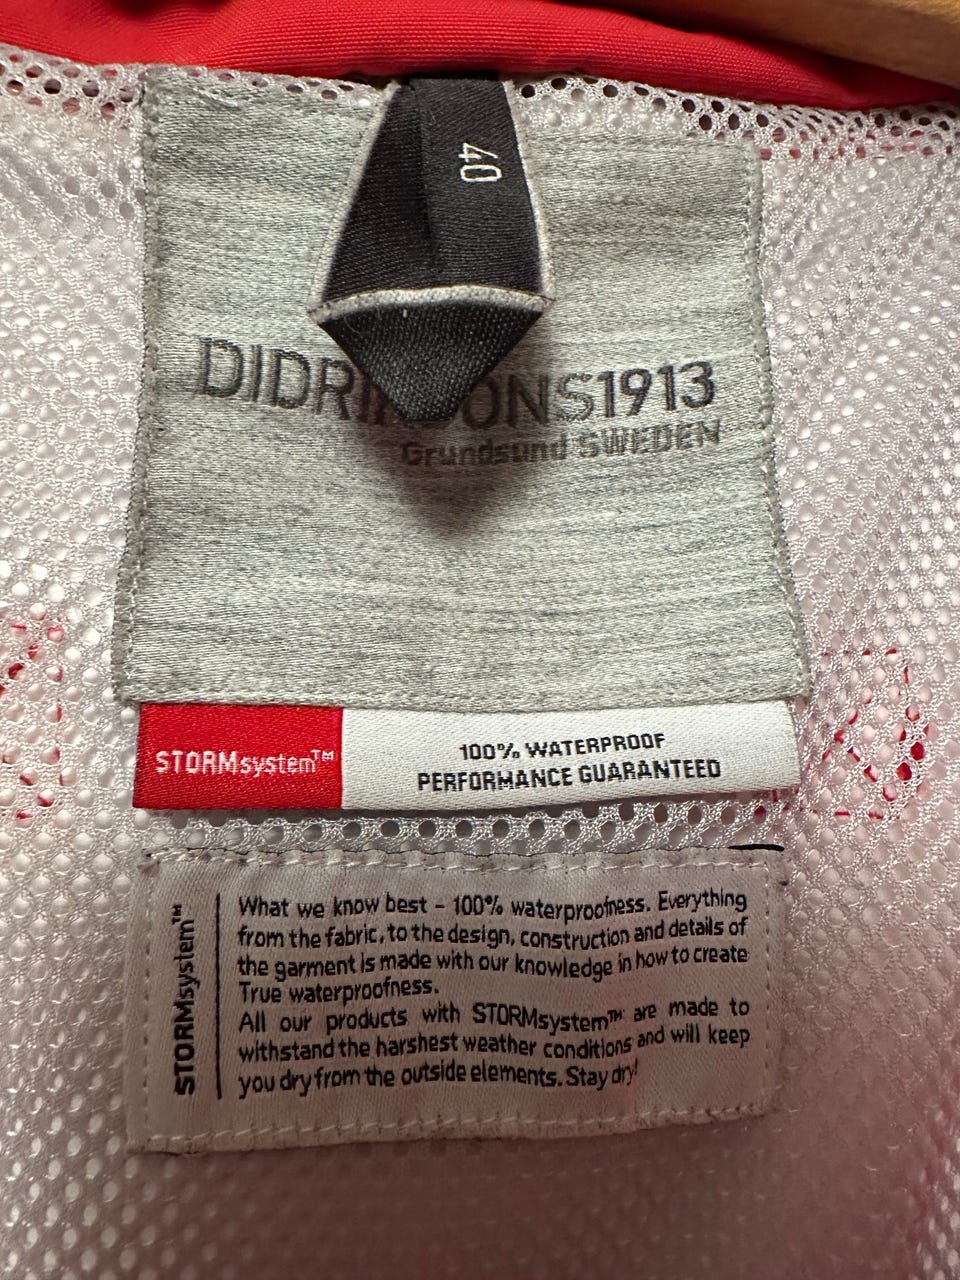 40
DIDRI ONS1913
Grundsund SWEDEN
STORMsystem™
100% WATERPROOF
PERFORMANCE GUARANTEED
STORMsystem™
What we know best - 100% waterproofness. Everything
from the fabric, to the design, construction and details of
the garment is made with our knowledge in how to create
True waterproofness.
All our products with STORMsystem™ are made to
withstand the harshest weather conditions and will keep
you dry from the outside elements. Stay dry!